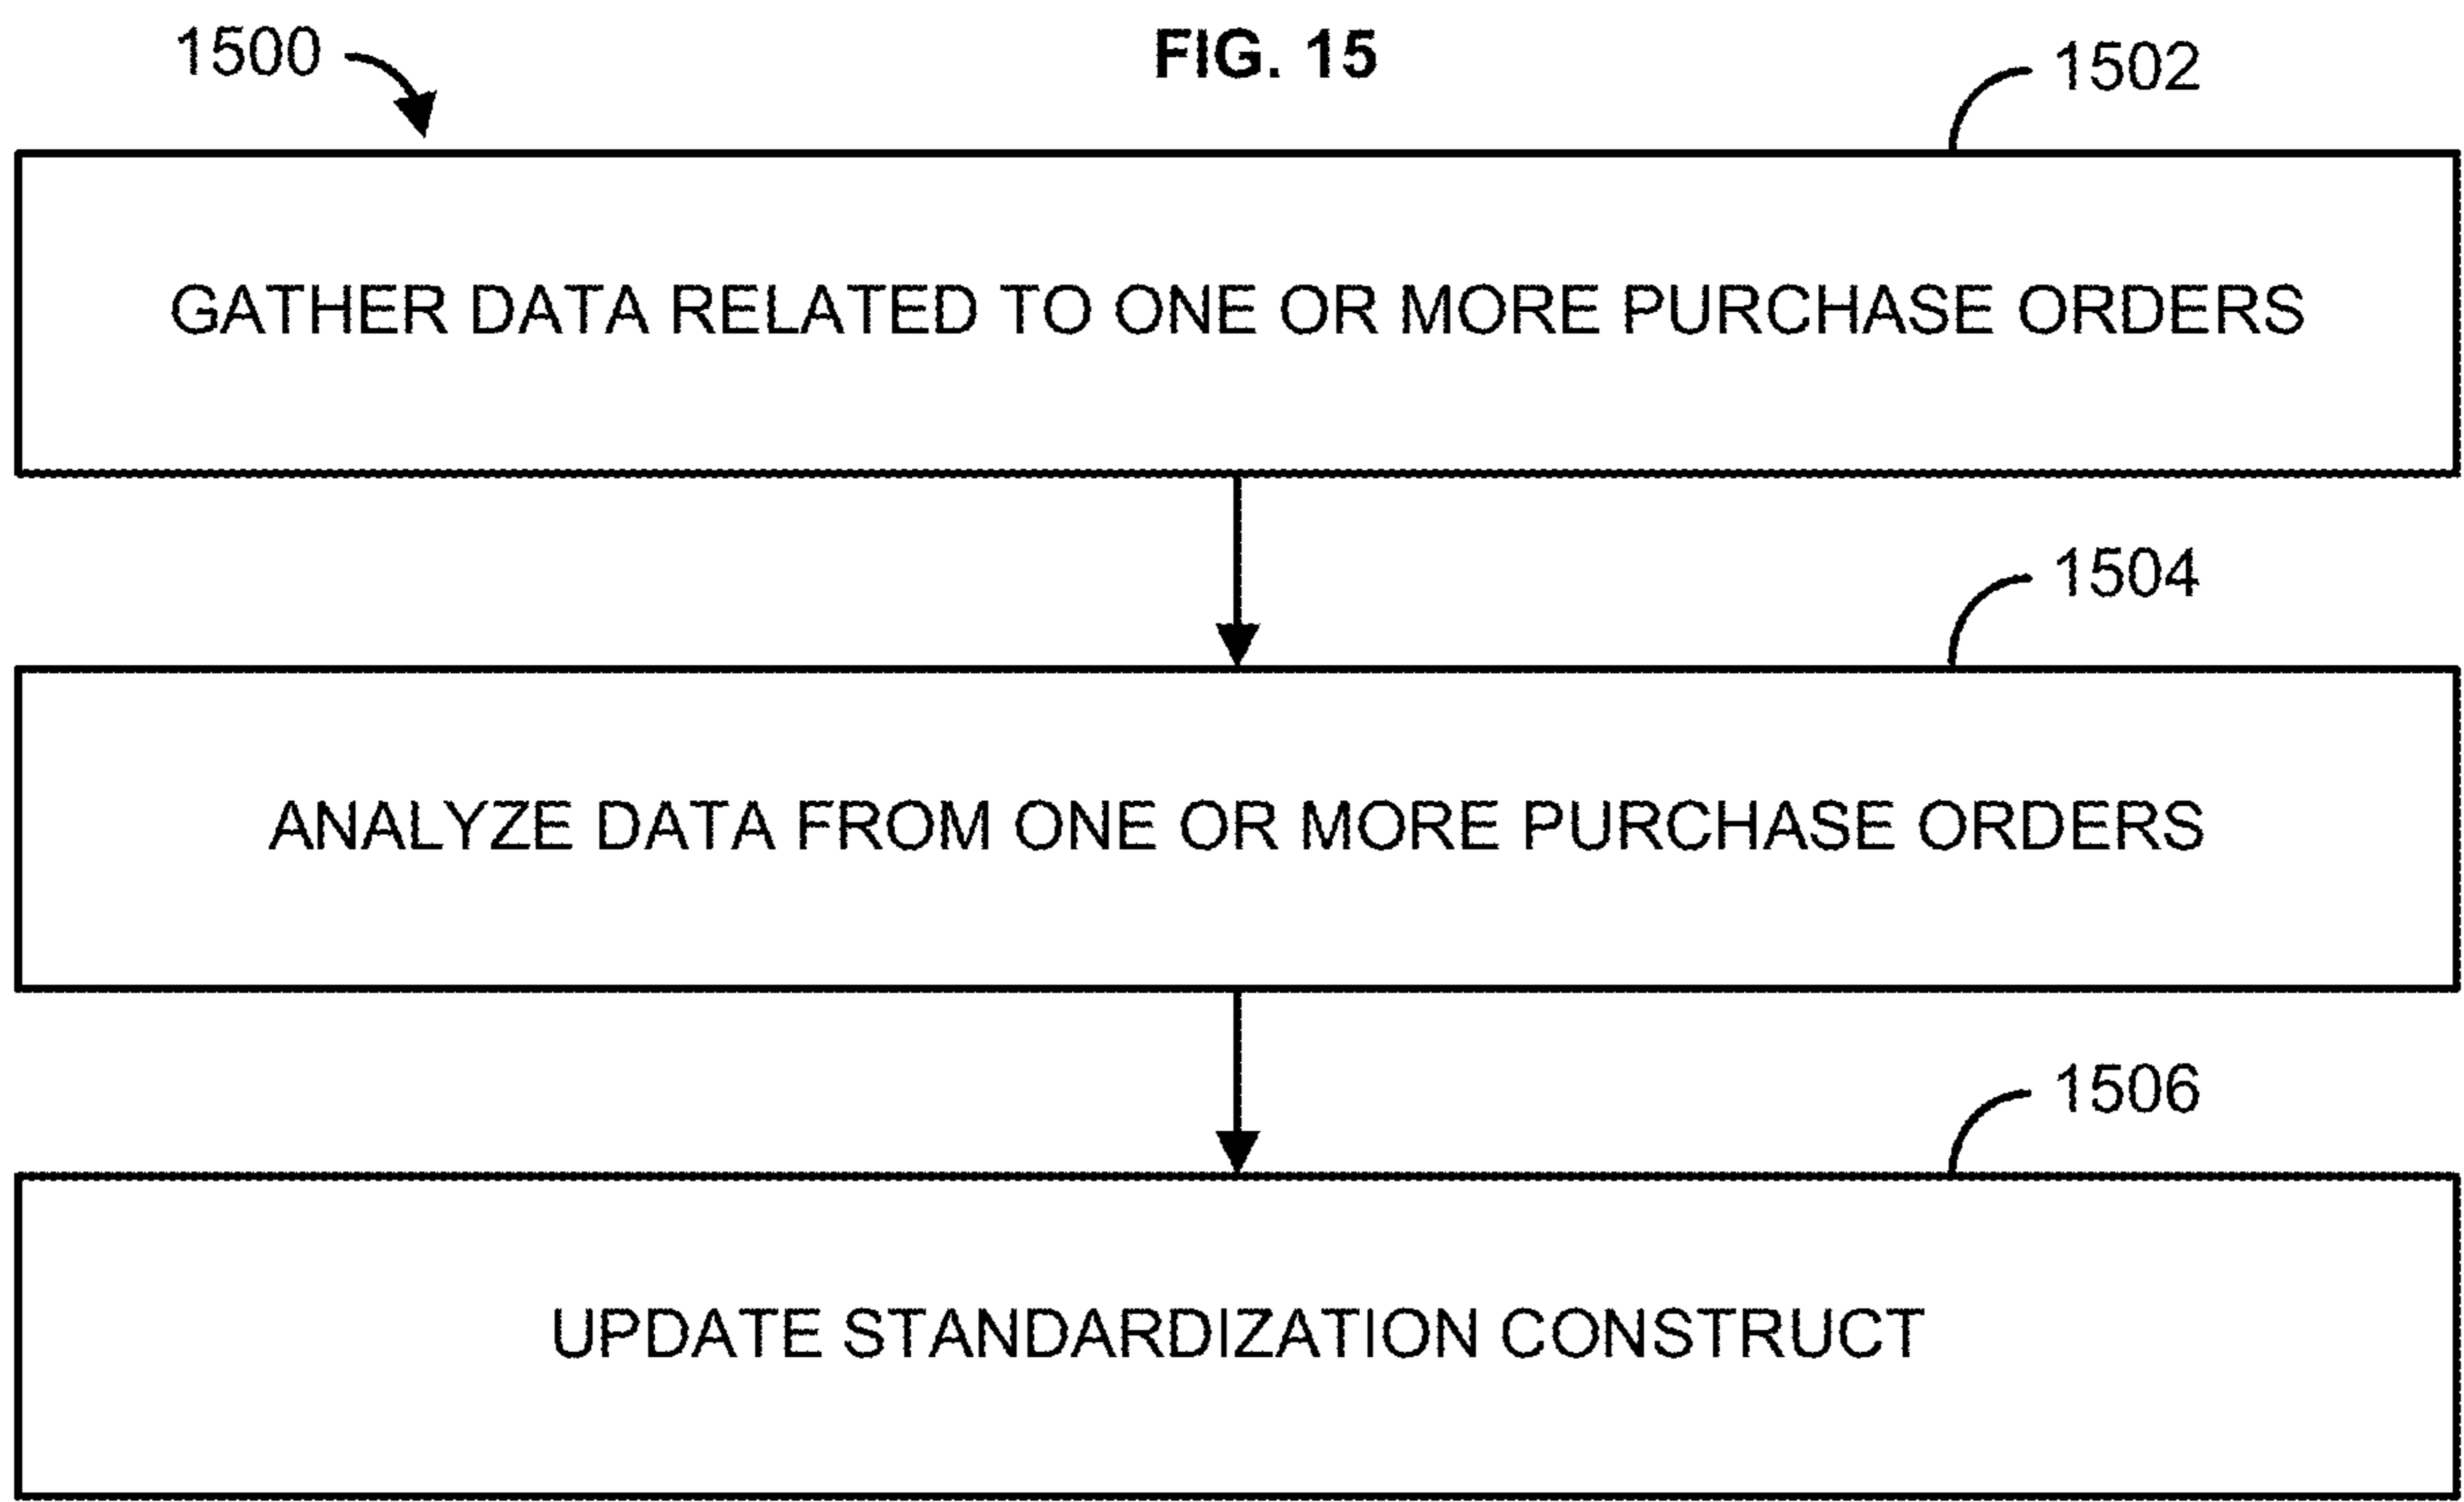 1500
FIG. 15
1502
GATHER DATA RELATED TO ONE OR MORE PURCHASE ORDERS
1504
ANALYZE DATA FROM ONE OR MORE PURCHASE ORDERS
1506
UPDATE STANDARDIZATION CONSTRUCT